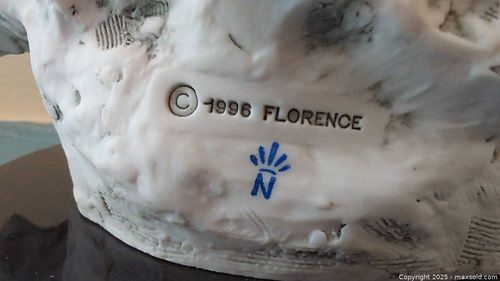 © 1996 FLORENCE
N
Copyright 2025 - maxsold.com